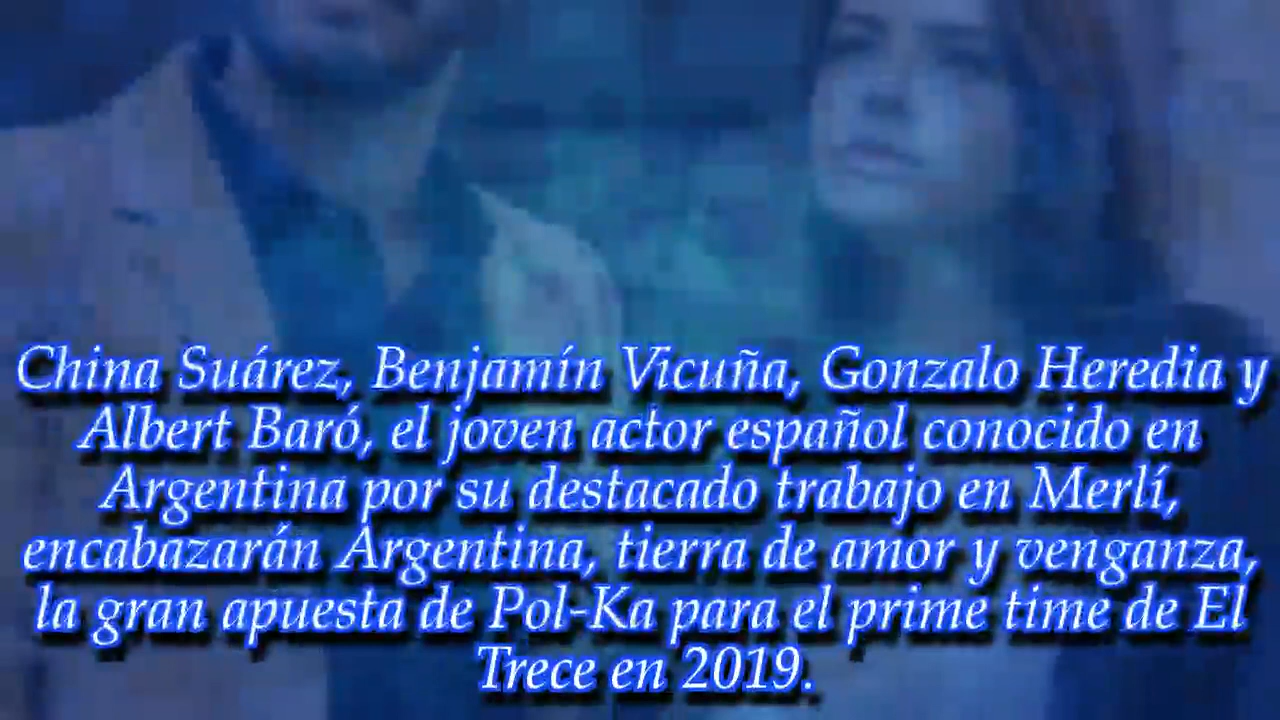 China Suárez, Benjamín Vicuña, Gonzalo Heredia y
Albert Baró, el joven actor español conocido en
Argentina por su destacado trabajo en Merlí,
encabazarán Argentina, tierra de amor y venganza,
la gran apuesta de Pol-Ka para el prime time de El
Trece en 2019.